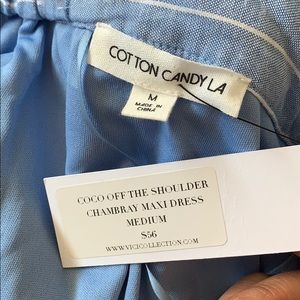 COTTON CANDY LA
M
MADE IN
CHINA
COCO OFF THE SHOULDER
CHAMBRAY MAXI DRESS
MEDIUM
$56
WWW.VICICOLLECTION.COM